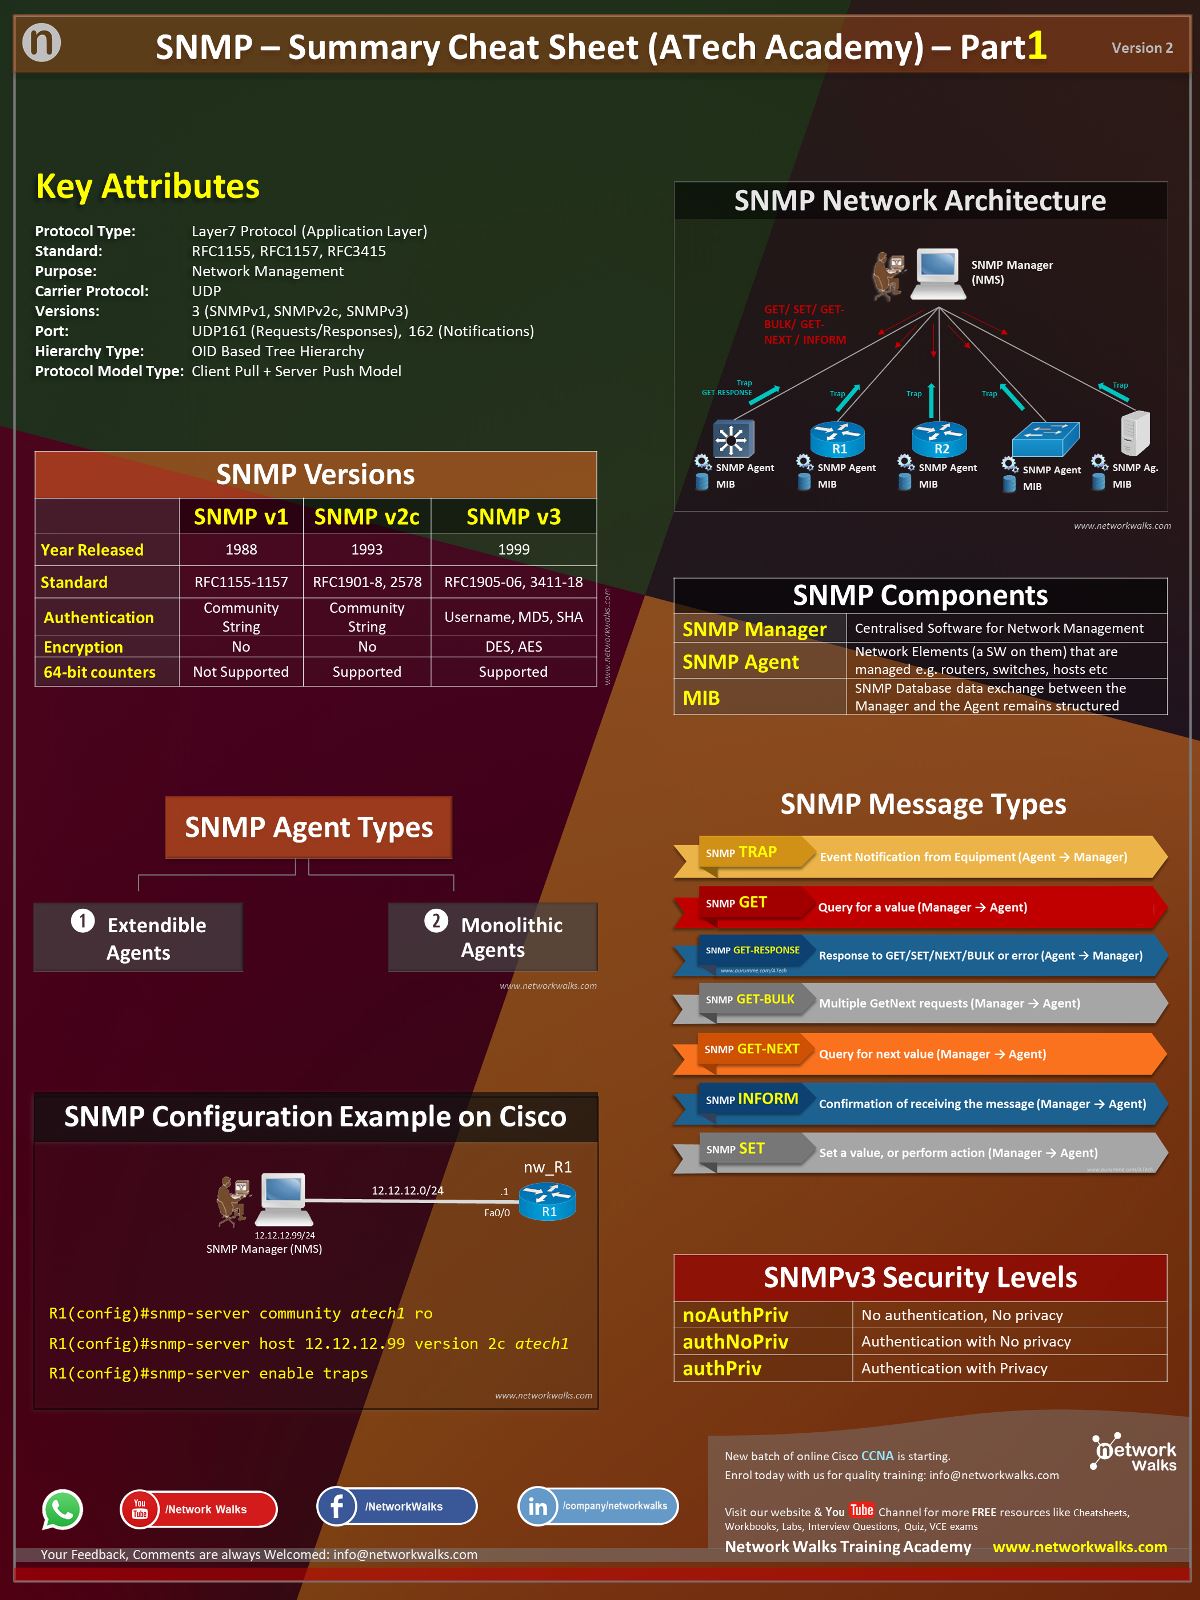 n
SNMP – Summary Cheat Sheet (ATech Academy) – Part1
Version 2
Key Attributes
Protocol Type: Layer7 Protocol (Application Layer)
Standard: RFC1155, RFC1157, RFC3415
Purpose: Network Management
Carrier Protocol: UDP
Versions: 3 (SNMPv1, SNMPv2c, SNMPv3)
Port: UDP161 (Requests/Responses), 162 (Notifications)
Hierarchy Type: OID Based Tree Hierarchy
Protocol Model Type: Client Pull + Server Push Model
SNMP Network Architecture
SNMP Manager
(NMS)
GET/ SET/ GET-
BULK/ GET-
NEXT / INFORM
Trap
GET-RESPONSE
Trap
Trap
Trap
Trap
R1
R2
SNMP Agent
MIB
SNMP Agent
MIB
SNMP Agent
MIB
SNMP Agent
MIB
SNMP Ag.
MIB
www.networkwalks.com
SNMP Versions
SNMP v1 SNMP v2c SNMP v3
Year Released 1988 1993 1999
Standard RFC1155-1157 RFC1901-8, 2578 RFC1905-06, 3411-18
Authentication Community String Community String Username, MD5, SHA
Encryption No No DES, AES
64-bit counters Not Supported Supported Supported
www.networkwalks.com
SNMP Components
SNMP Manager Centralised Software for Network Management
SNMP Agent Network Elements (a SW on them) that are
managed e.g. routers, switches, hosts etc
MIB SNMP Database data exchange between the
Manager and the Agent remains structured
SNMP Agent Types
1 Extendible
Agents
2 Monolithic
Agents
www.networkwalks.com
SNMP Message Types
SNMP TRAP Event Notification from Equipment (Agent → Manager)
SNMP GET Query for a value (Manager → Agent)
SNMP GET-RESPONSE Response to GET/SET/NEXT/BULK or error (Agent → Manager)
www.ourumme.com/ATech
SNMP GET-BULK Multiple GetNext requests (Manager → Agent)
SNMP GET-NEXT Query for next value (Manager → Agent)
SNMP INFORM Confirmation of receiving the message (Manager → Agent)
SNMP SET Set a value, or perform action (Manager → Agent)
www.ourumme.com/ATech
SNMP Configuration Example on Cisco
nw_R1
12.12.12.0/24
.1
Fa0/0
R1
12.12.12.99/24
SNMP Manager (NMS)
R1(config)#snmp-server community atech1 ro
R1(config)#snmp-server host 12.12.12.99 version 2c atech1
R1(config)#snmp-server enable traps
www.networkwalks.com
SNMPv3 Security Levels
noAuthPriv No authentication, No privacy
authNoPriv Authentication with No privacy
authPriv Authentication with Privacy
New batch of online Cisco CCNA is starting.
Enrol today with us for quality training: info@networkwalks.com
network
Walks
Visit our website & You Tube Channel for more FREE resources like Cheatsheets,
Workbooks, Labs, Interview Questions, Quiz, VCE exams
Network Walks Training Academy www.networkwalks.com
You Tube /Network Walks
f /NetworkWalks
in /company/networkwalks
Your Feedback, Comments are always Welcomed: info@networkwalks.com